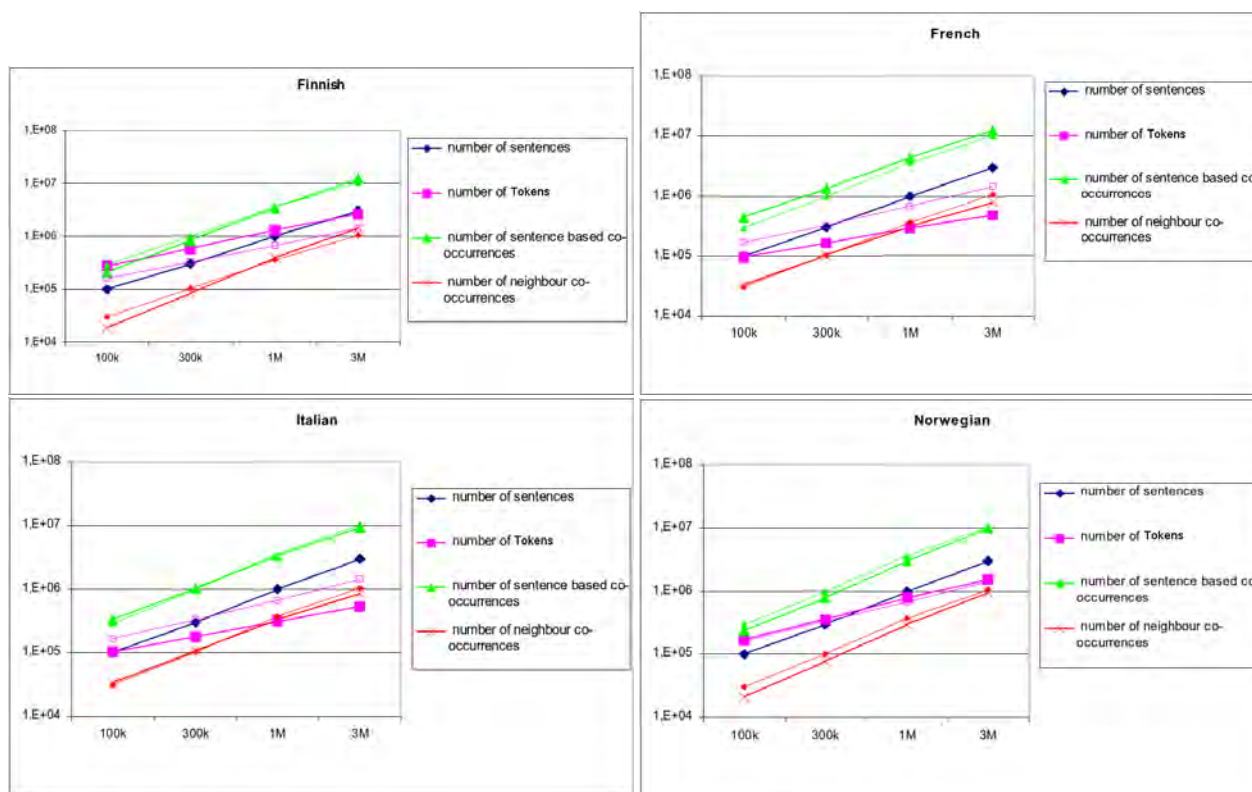 Finnish
1,E+08
1,E+07
1,E+06
1,E+05
1,E+04
100k 300k 1M 3M
number of sentences
number of Tokens
number of sentence based co-
occurrences
number of neighbour co-
occurrences
French
1,E+08
1,E+07
1,E+06
1,E+05
1,E+04
100k 300k 1M 3M
number of sentences
number of Tokens
number of sentence based co-
occurrences
number of neighbour co-
occurrences
Italian
1,E+08
1,E+07
1,E+06
1,E+05
1,E+04
100k 300k 1M 3M
number of sentences
number of Tokens
number of sentence based co-
occurrences
number of neighbour co-
occurrences
Norwegian
1,E+08
1,E+07
1,E+06
1,E+05
1,E+04
100k 300k 1M 3M
number of sentences
number of Tokens
number of sentence based co-
occurrences
number of neighbour co-
occurrences